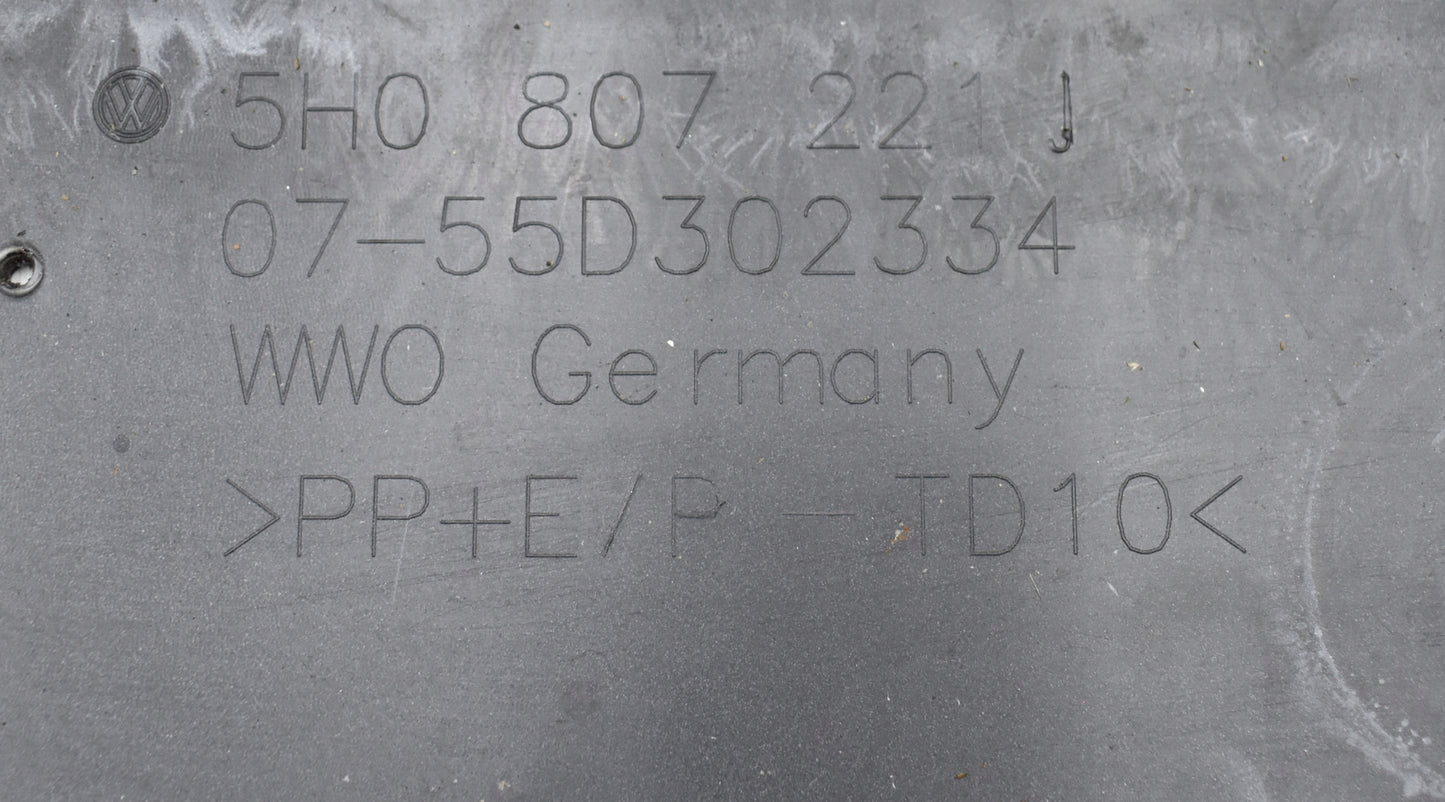 5H0 807 221 J
07-55D302334
WWO Germany
>PP+E/P - TD10<